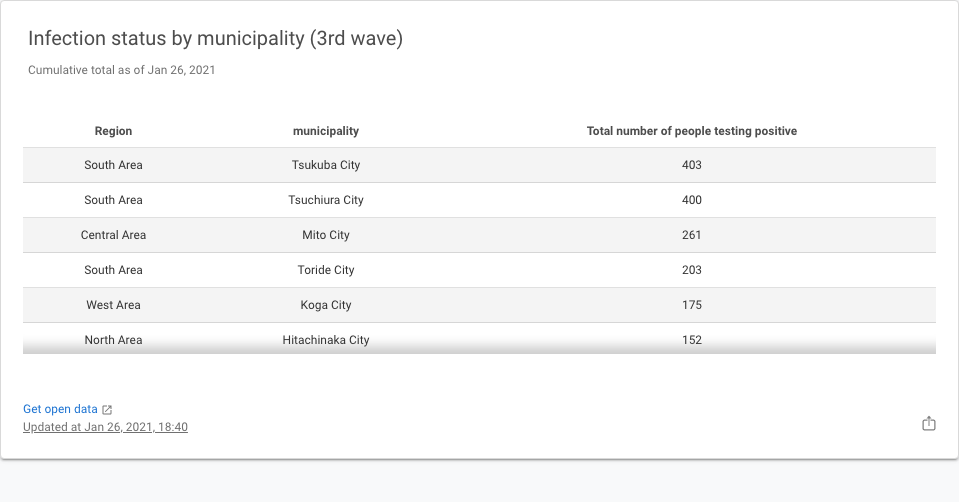 Infection status by municipality (3rd wave)
Cumulative total as of Jan 26, 2021
Region municipality Total number of people testing positive
South Area Tsukuba City 403
South Area Tsuchiura City 400
Central Area Mito City 261
South Area Toride City 203
West Area Koga City 175
North Area Hitachinaka City 152
Get open data
Updated at Jan 26, 2021, 18:40